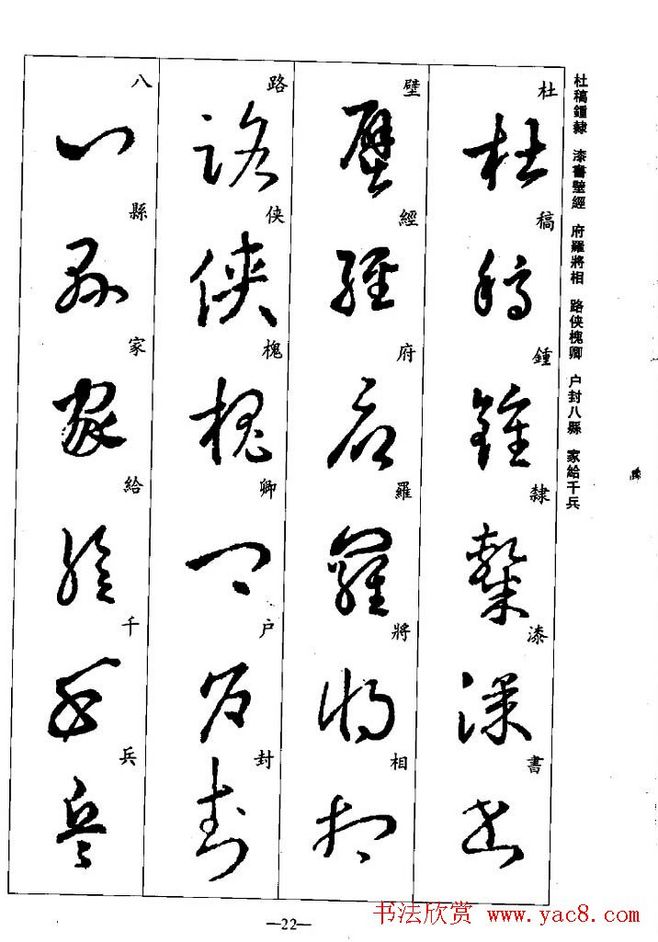 杜稿鍾隸 漆書壁經 府羅將相 路俠槐卿 户封八縣 家給千兵
杜稿鍾隸漆書
壁經府羅將相
路俠槐卿户封
八縣家給千兵
—22—
书法欣赏 www.yac8.com